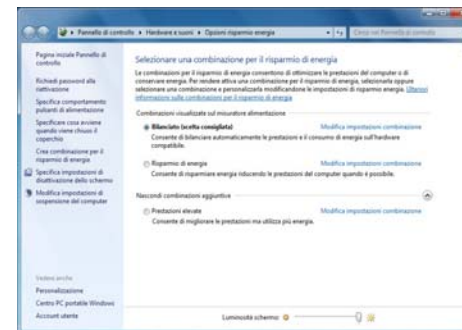 Pannello di controllo › Hardware e suoni › Opzioni risparmio energia
Cerca nel Pannello di controllo
Pagina iniziale Pannello di
controllo
Richiedi password alla
riattivazione
Specifica comportamento
pulsanti di alimentazione
Specificare cosa avviene
quando viene chiuso il
coperchio
Crea combinazione per il
risparmio di energia
Specifica impostazioni di
disattivazione dello schermo
Modifica impostazioni di
sospensione del computer
Vedere anche
Personalizzazione
Centro PC portatile Windows
Account utente
Selezionare una combinazione per il risparmio di energia
Le combinazioni per il risparmio di energia consentono di ottimizzare le prestazioni del computer o di
conservare energia. Per rendere attiva una combinazione per il risparmio di energia, selezionarla oppure
selezionare una combinazione e personalizzarla modificandone le impostazioni di risparmio energia. Ulteriori
informazioni sulle combinazioni per il risparmio di energia
Combinazioni visualizzate sul misuratore alimentazione
Bilanciato (scelta consigliata) Modifica impostazioni combinazione
Consente di bilanciare automaticamente le prestazioni e il consumo di energia sull'hardware
compatibile.
Risparmio di energia Modifica impostazioni combinazione
Consente di risparmiare energia riducendo le prestazioni del computer quando è possibile.
Nascondi combinazioni aggiuntive
Prestazioni elevate Modifica impostazioni combinazione
Consente di migliorare le prestazioni ma utilizza più energia.
Luminosità schermo: